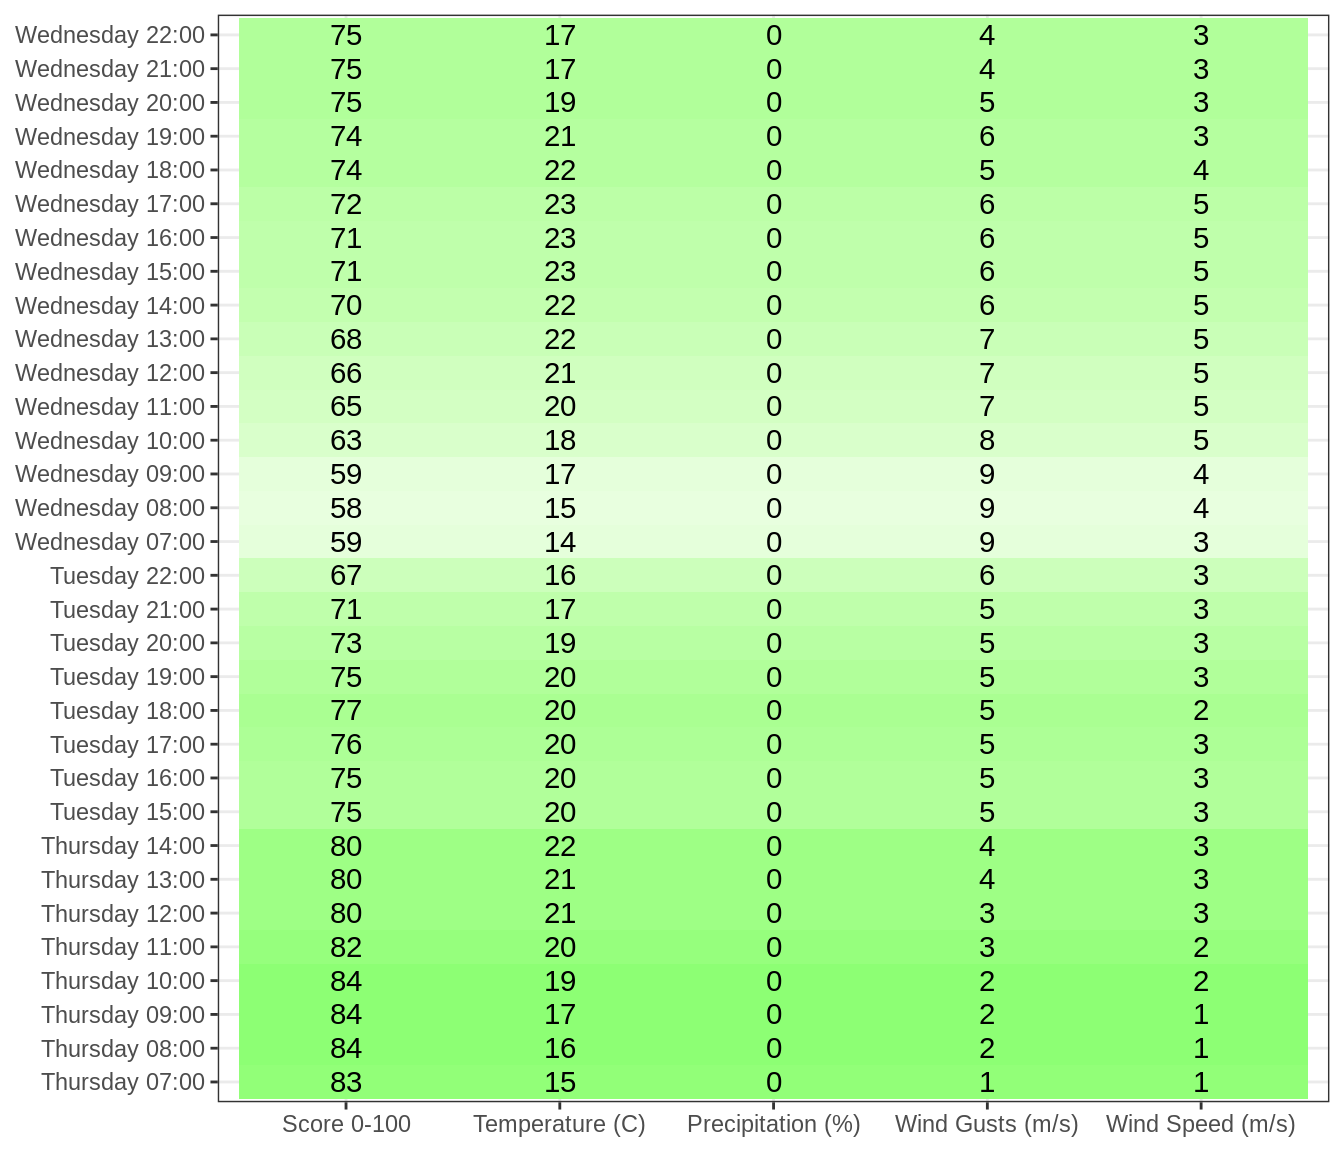 Wednesday 22:00 75 17 0 4 3
Wednesday 21:00 75 17 0 4 3
Wednesday 20:00 75 19 0 5 3
Wednesday 19:00 74 21 0 6 3
Wednesday 18:00 74 22 0 5 4
Wednesday 17:00 72 23 0 6 5
Wednesday 16:00 71 23 0 6 5
Wednesday 15:00 71 23 0 6 5
Wednesday 14:00 70 22 0 6 5
Wednesday 13:00 68 22 0 7 5
Wednesday 12:00 66 21 0 7 5
Wednesday 11:00 65 20 0 7 5
Wednesday 10:00 63 18 0 8 5
Wednesday 09:00 59 17 0 9 4
Wednesday 08:00 58 15 0 9 4
Wednesday 07:00 59 14 0 9 3
Tuesday 22:00 67 16 0 6 3
Tuesday 21:00 71 17 0 5 3
Tuesday 20:00 73 19 0 5 3
Tuesday 19:00 75 20 0 5 3
Tuesday 18:00 77 20 0 5 2
Tuesday 17:00 76 20 0 5 3
Tuesday 16:00 75 20 0 5 3
Tuesday 15:00 75 20 0 5 3
Thursday 14:00 80 22 0 4 3
Thursday 13:00 80 21 0 4 3
Thursday 12:00 80 21 0 3 3
Thursday 11:00 82 20 0 3 2
Thursday 10:00 84 19 0 2 2
Thursday 09:00 84 17 0 2 1
Thursday 08:00 84 16 0 2 1
Thursday 07:00 83 15 0 1 1
Score 0-100 Temperature (C) Precipitation (%) Wind Gusts (m/s) Wind Speed (m/s)